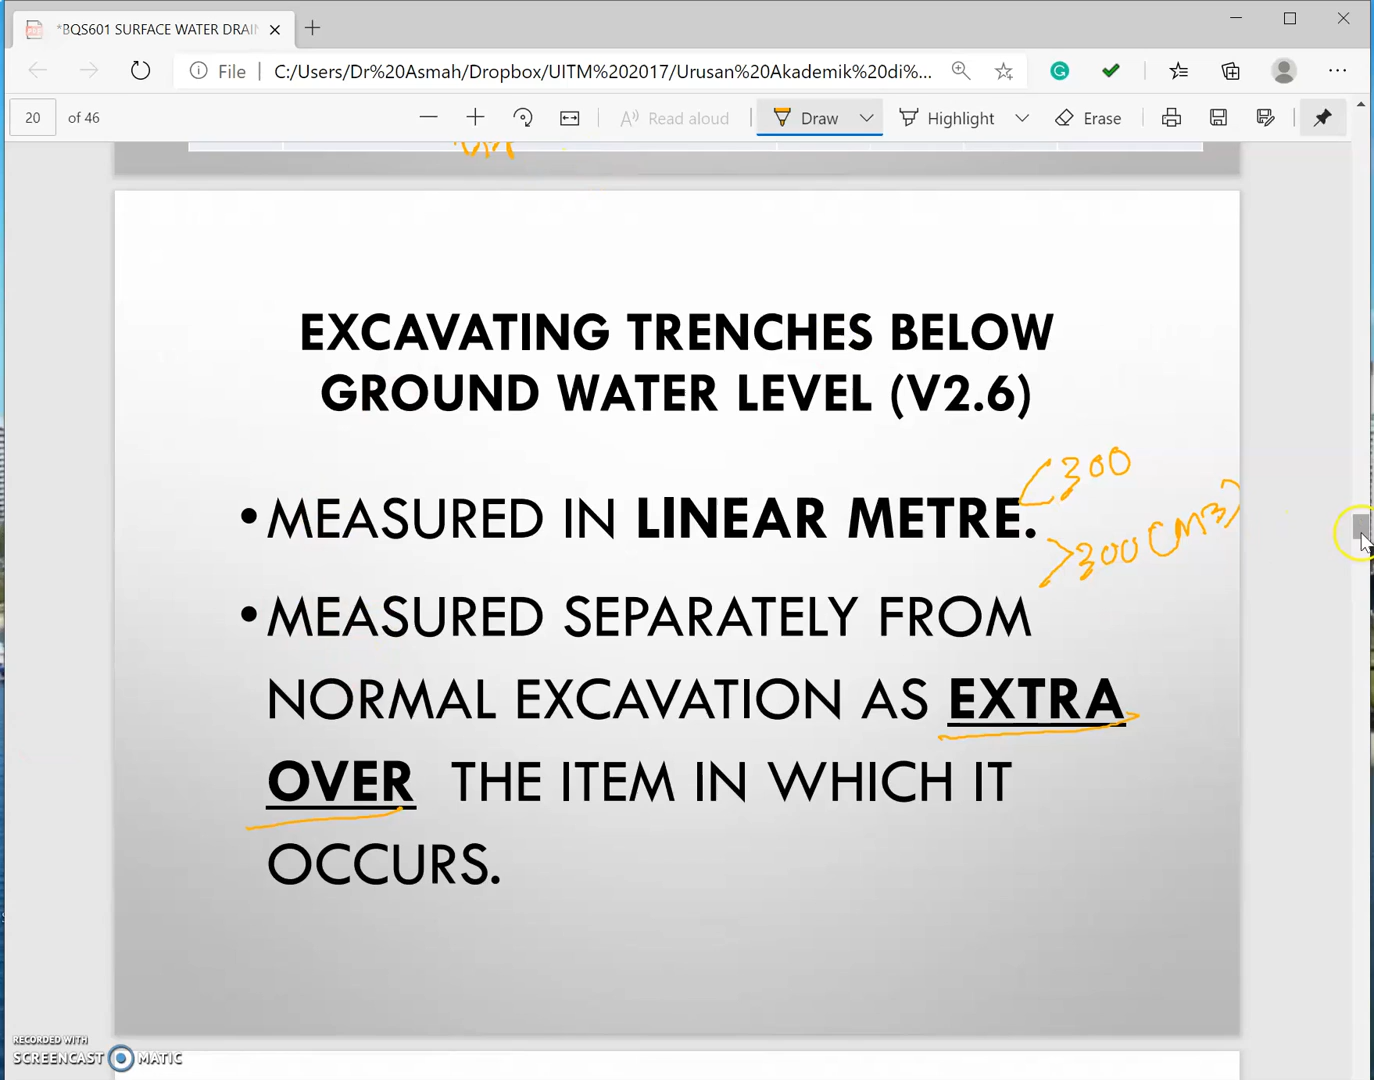 *BQS601 SURFACE WATER DRAIN
File C:/Users/Dr%20Asmah/Dropbox/UITM%202017/Urusan%20Akademik%20di%...
20 of 46
Read aloud
Draw
Highlight
Erase
EXCAVATING TRENCHES BELOW
GROUND WATER LEVEL (V2.6)
<300
•MEASURED IN LINEAR METRE.
>300 (M3)
•MEASURED SEPARATELY FROM
NORMAL EXCAVATION AS EXTRA
OVER THE ITEM IN WHICH IT
OCCURS.
RECORDED WITH
SCREENCAST MATIC